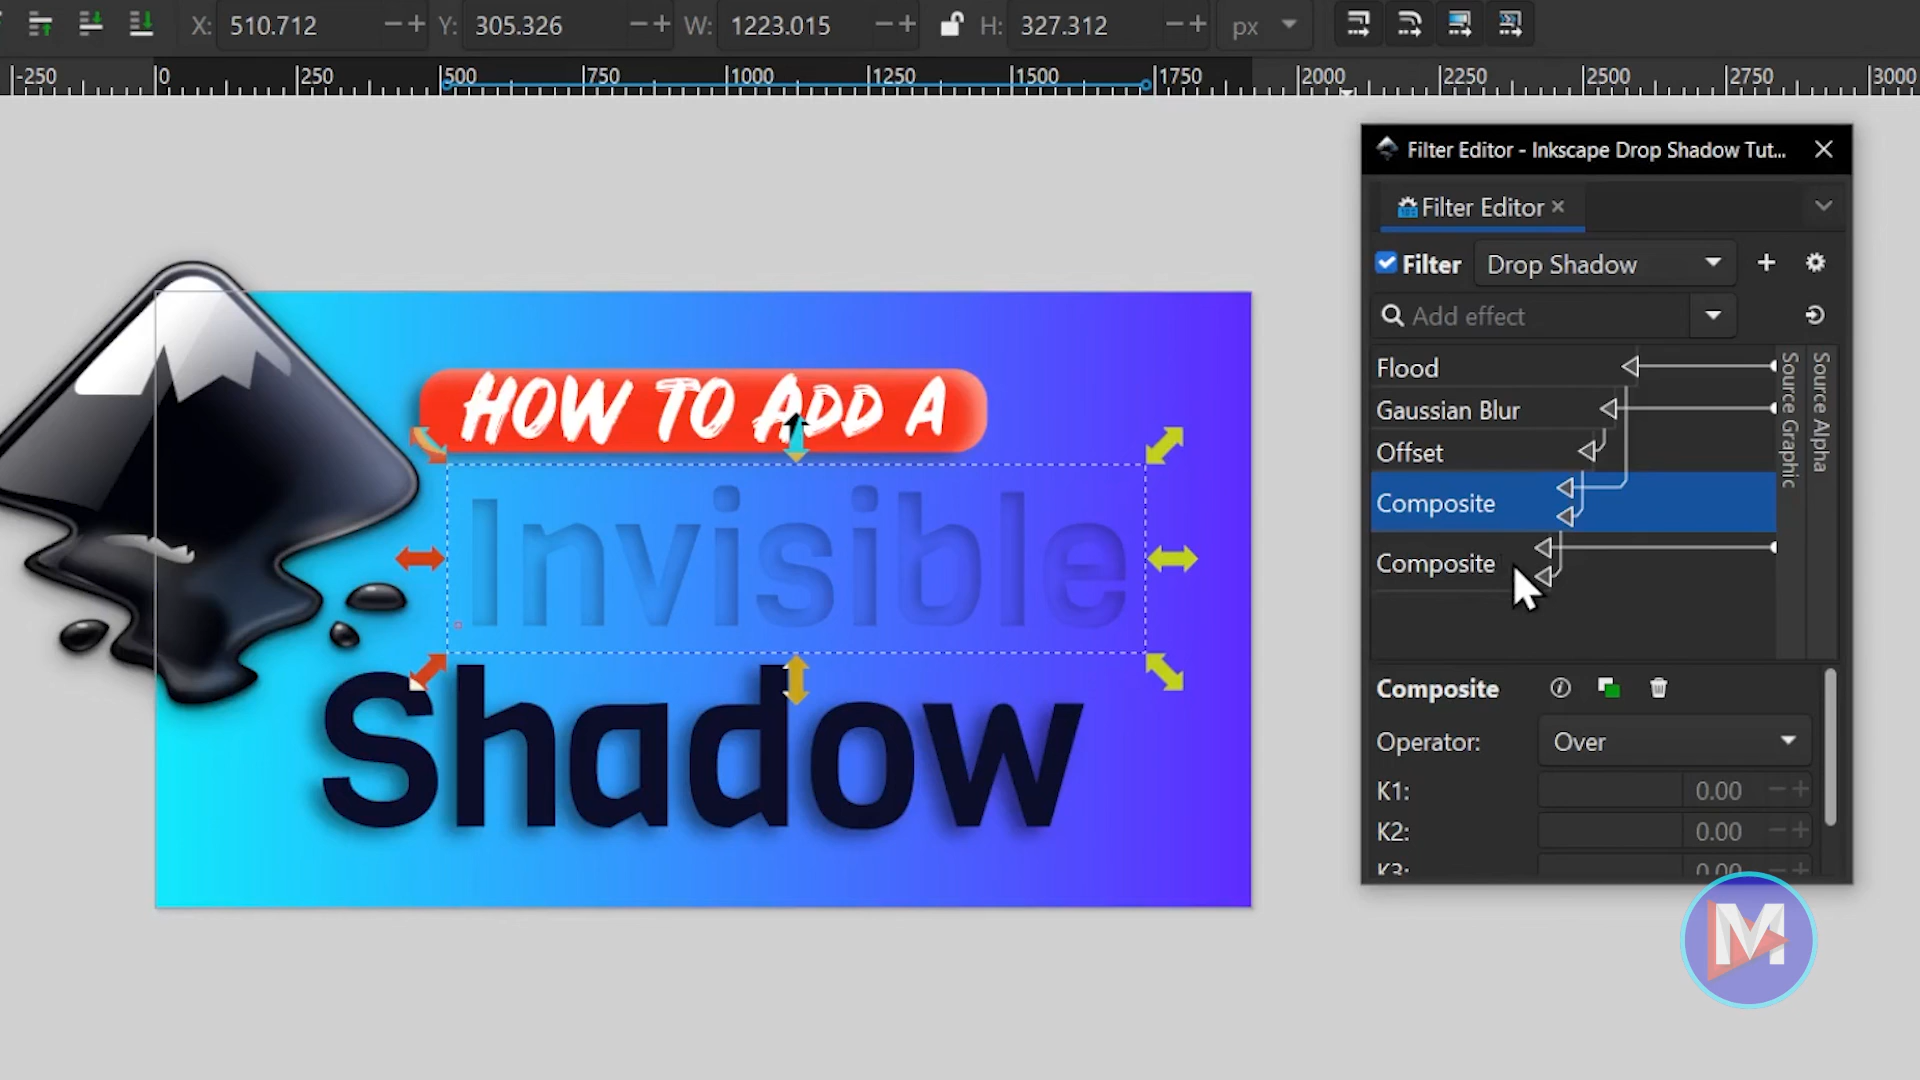 X: 510.712 Y: 305.326 W: 1223.015 H: 327.312 px
-250 0 250 500 750 1000 1250 1500 1750 2000 2250 2500 2750 3000
Filter Editor - Inkscape Drop Shadow Tut...
Filter Editor
Filter Drop Shadow
Add effect
Flood
Gaussian Blur
Offset
Composite
Composite
Source Graphic
Source Alpha
Composite
Operator: Over
K1: 0.00
K2: 0.00
K3: 0.00
HOW TO ADD A
Invisible
Shadow
M